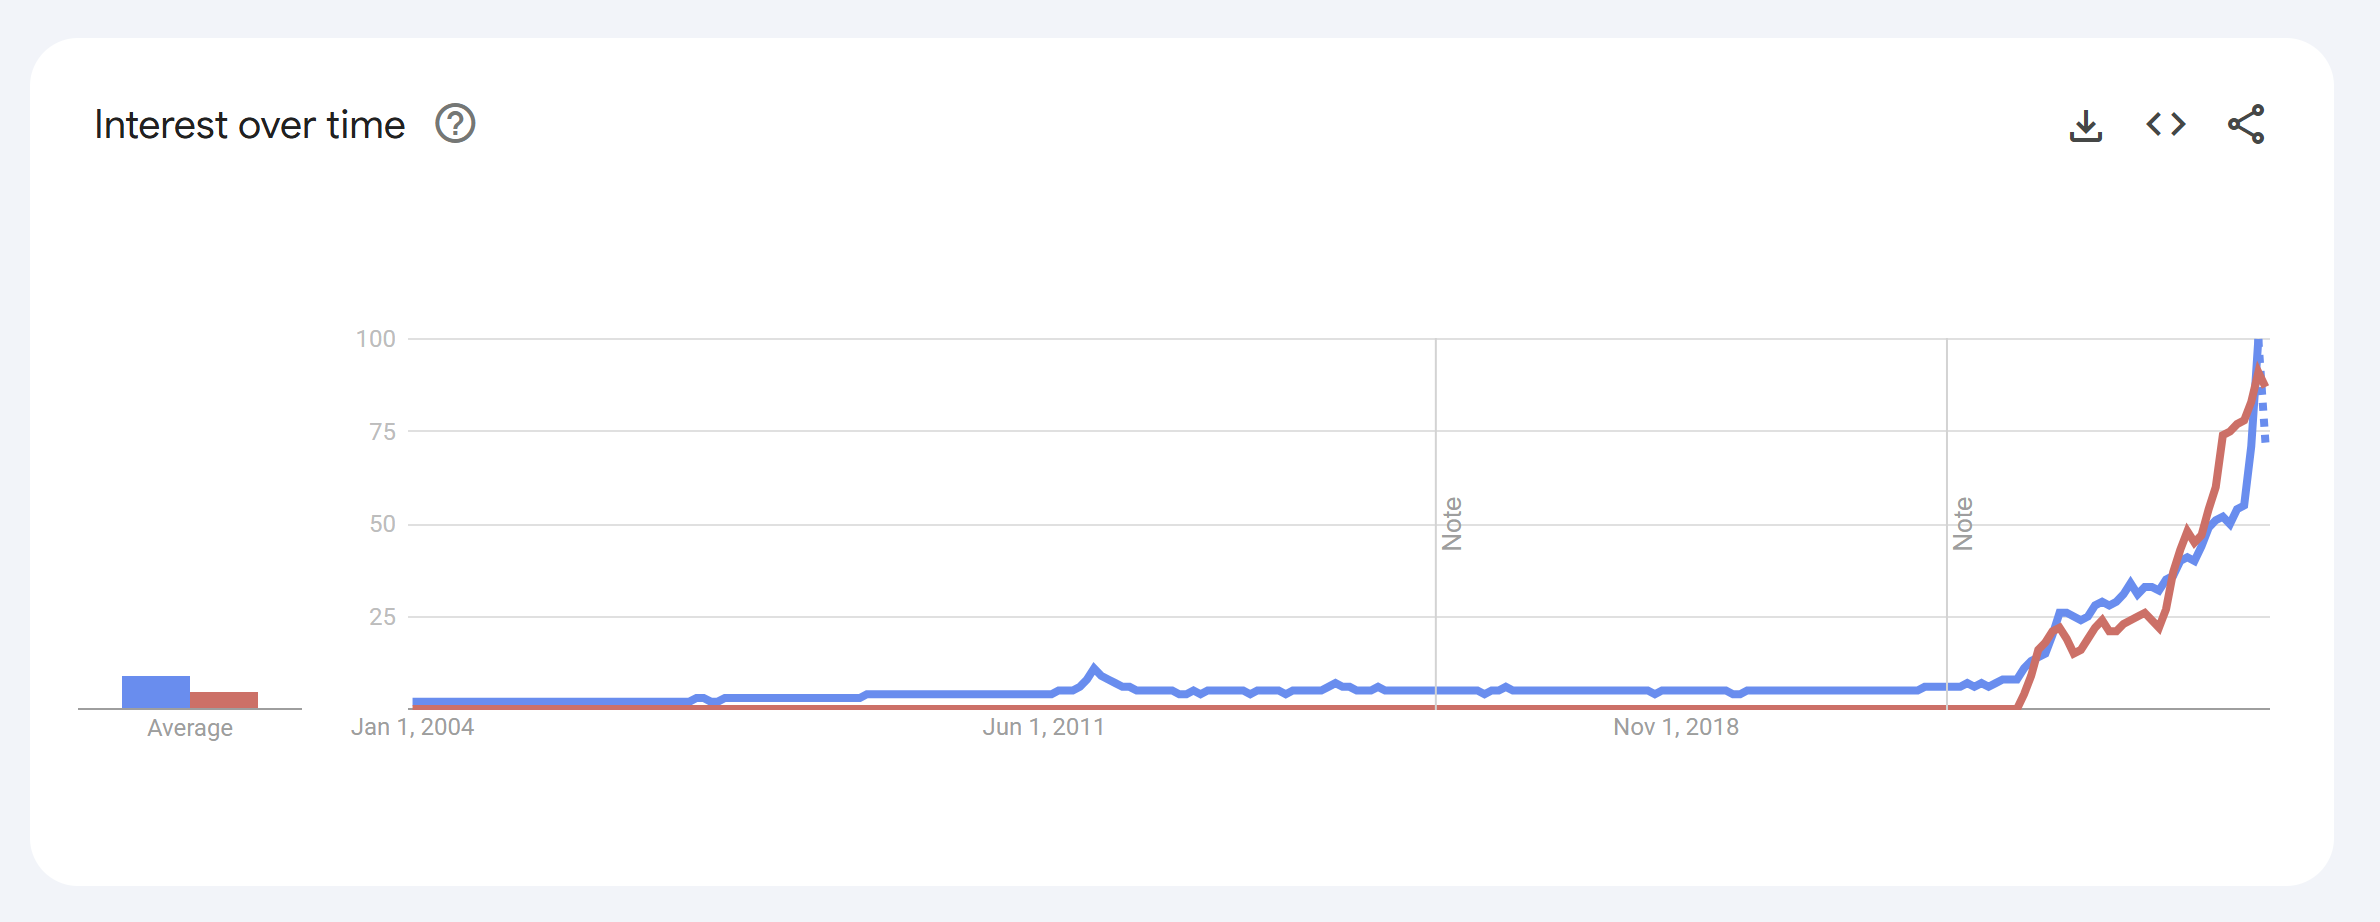 Interest over time
100
75
50
25
Note
Note
Average
Jan 1, 2004
Jun 1, 2011
Nov 1, 2018